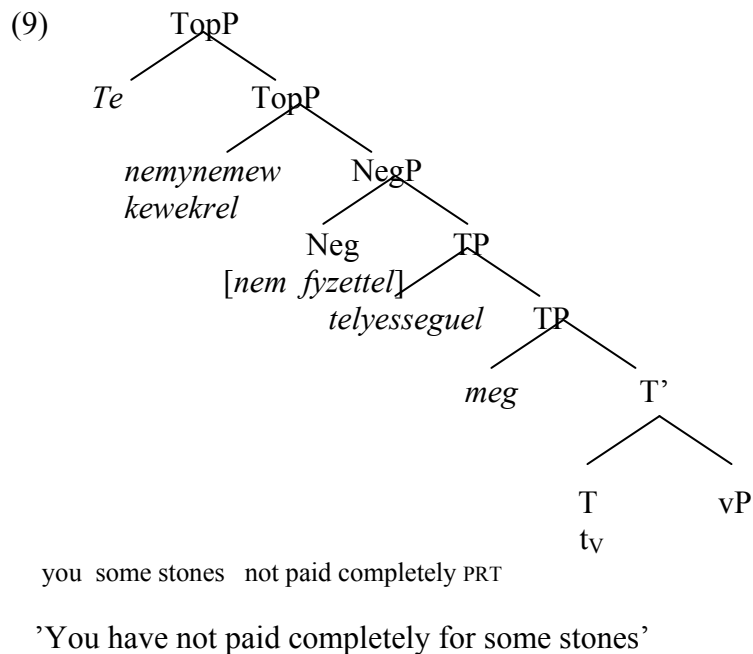 (9) TopP
Te TopP
nemynemew NegP
kewekrel
Neg TP
[nem fyzettel]
telyesseguel TP
meg T’
T vP
tV
you some stones not paid completely PRT
’You have not paid completely for some stones’